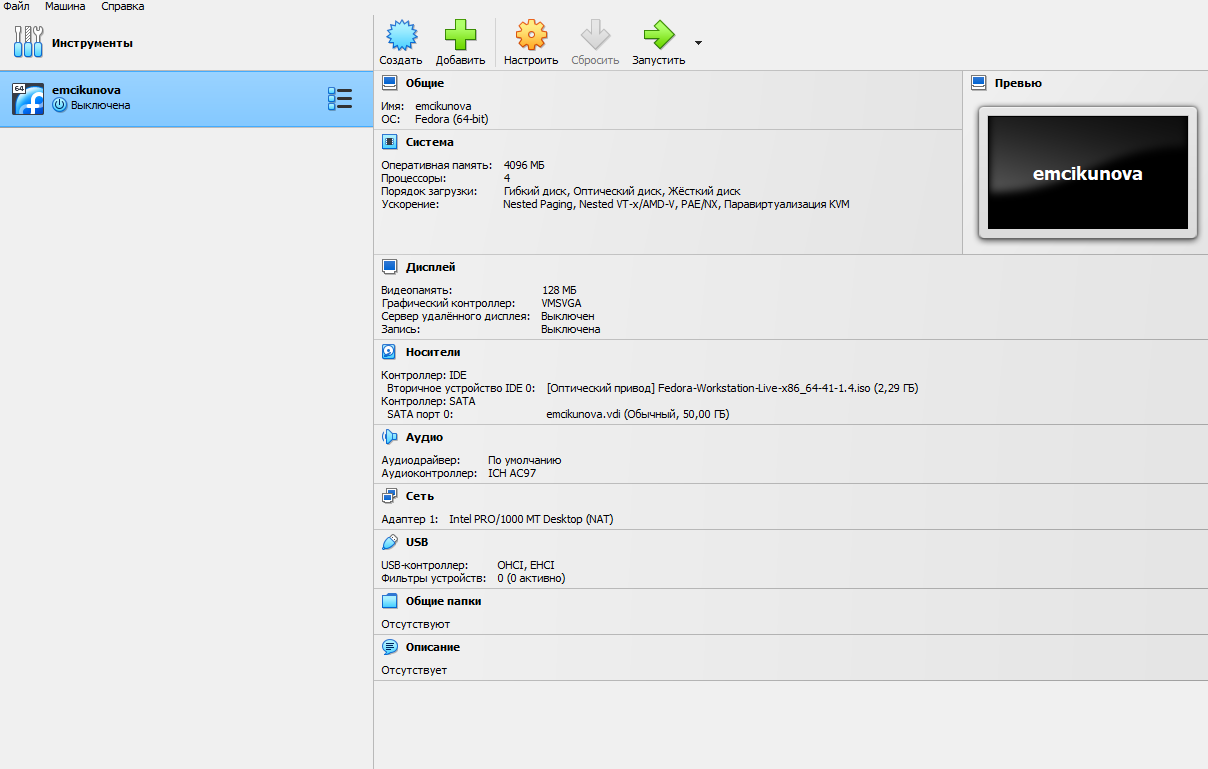 Файл Машина Справка
Инструменты
Создать Добавить Настроить Сбросить Запустить
64
emcikunova
Выключена
Общие
Имя: emcikunova
ОС: Fedora (64-bit)
Превью
emcikunova
Система
Оперативная память: 4096 МБ
Процессоры: 4
Порядок загрузки: Гибкий диск, Оптический диск, Жёсткий диск
Ускорение: Nested Paging, Nested VT-x/AMD-V, PAE/NX, Паравиртуализация KVM
Дисплей
Видеопамять: 128 МБ
Графический контроллер: VMSVGA
Сервер удалённого дисплея: Выключен
Запись: Выключена
Носители
Контроллер: IDE
Вторичное устройство IDE 0: [Оптический привод] Fedora-Workstation-Live-x86_64-41-1.4.iso (2,29 ГБ)
Контроллер: SATA
SATA порт 0: emcikunova.vdi (Обычный, 50,00 ГБ)
Аудио
Аудиодрайвер: По умолчанию
Аудиоконтроллер: ICH AC97
Сеть
Адаптер 1: Intel PRO/1000 MT Desktop (NAT)
USB
USB-контроллер: OHCI, EHCI
Фильтры устройств: 0 (0 активно)
Общие папки
Отсутствуют
Описание
Отсутствует